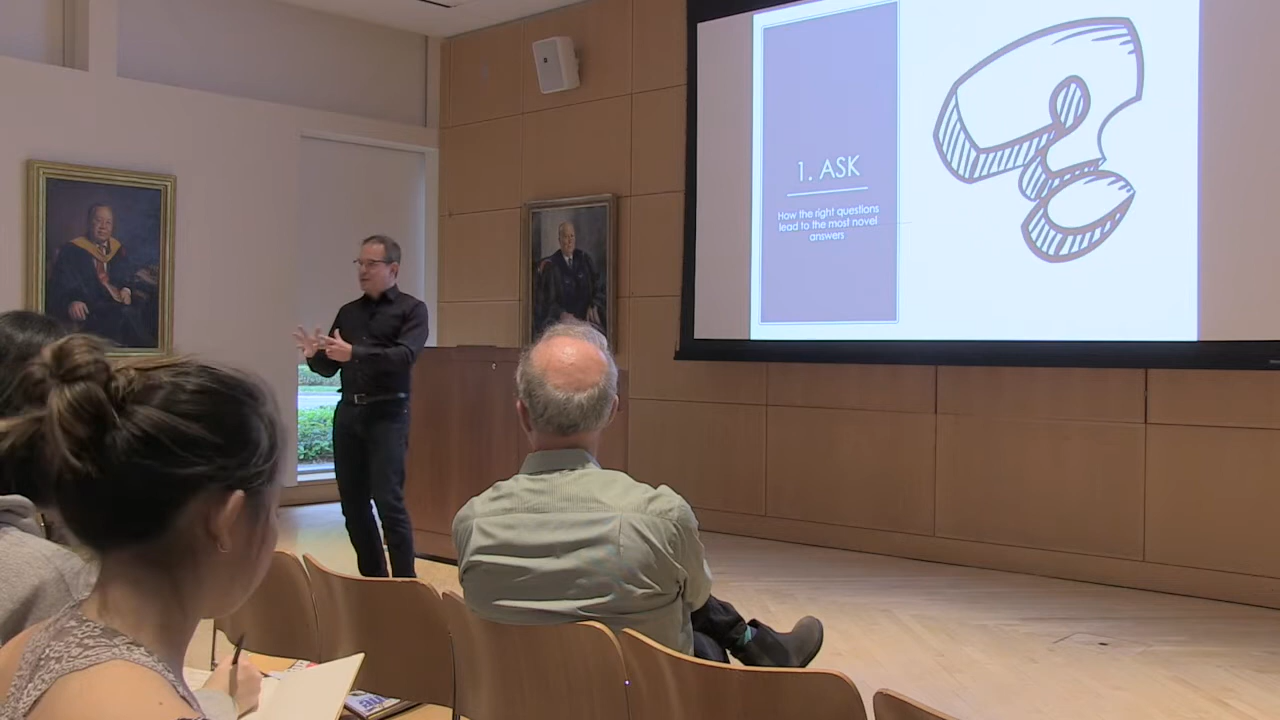 1. ASK
How the right questions
lead to the most novel
answers